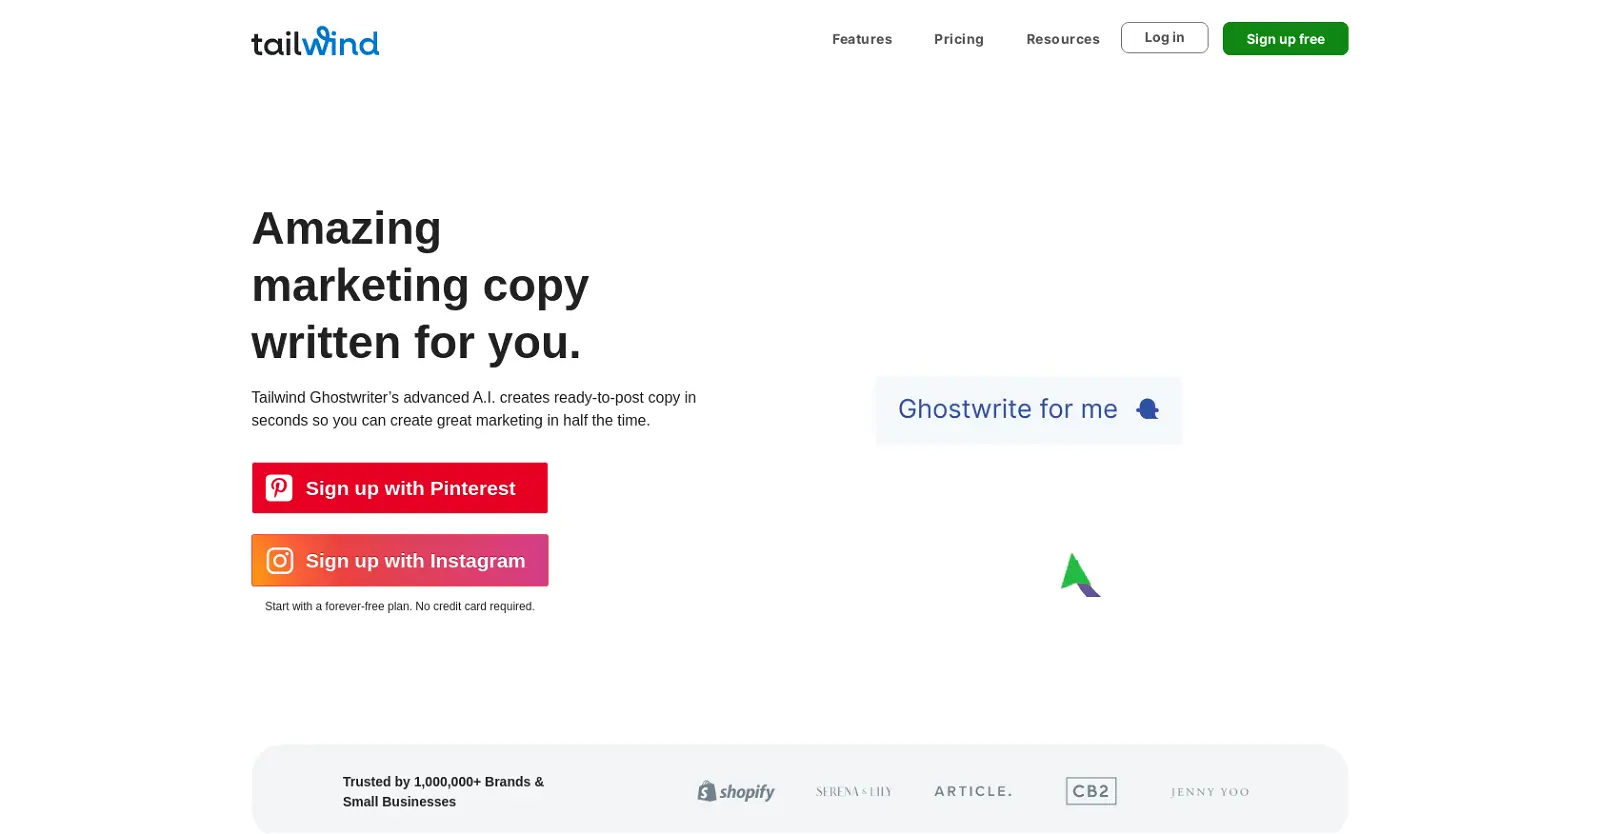 tailwind
Features
Pricing
Resources
Log in
Sign up free
Amazing
marketing copy
written for you.
Tailwind Ghostwriter’s advanced A.I. creates ready-to-post copy in
seconds so you can create great marketing in half the time.
Sign up with Pinterest
Sign up with Instagram
Start with a forever-free plan. No credit card required.
Ghostwrite for me
Trusted by 1,000,000+ Brands &
Small Businesses
shopify
SERENA & LILY
ARTICLE.
CB2
JENNY YOO